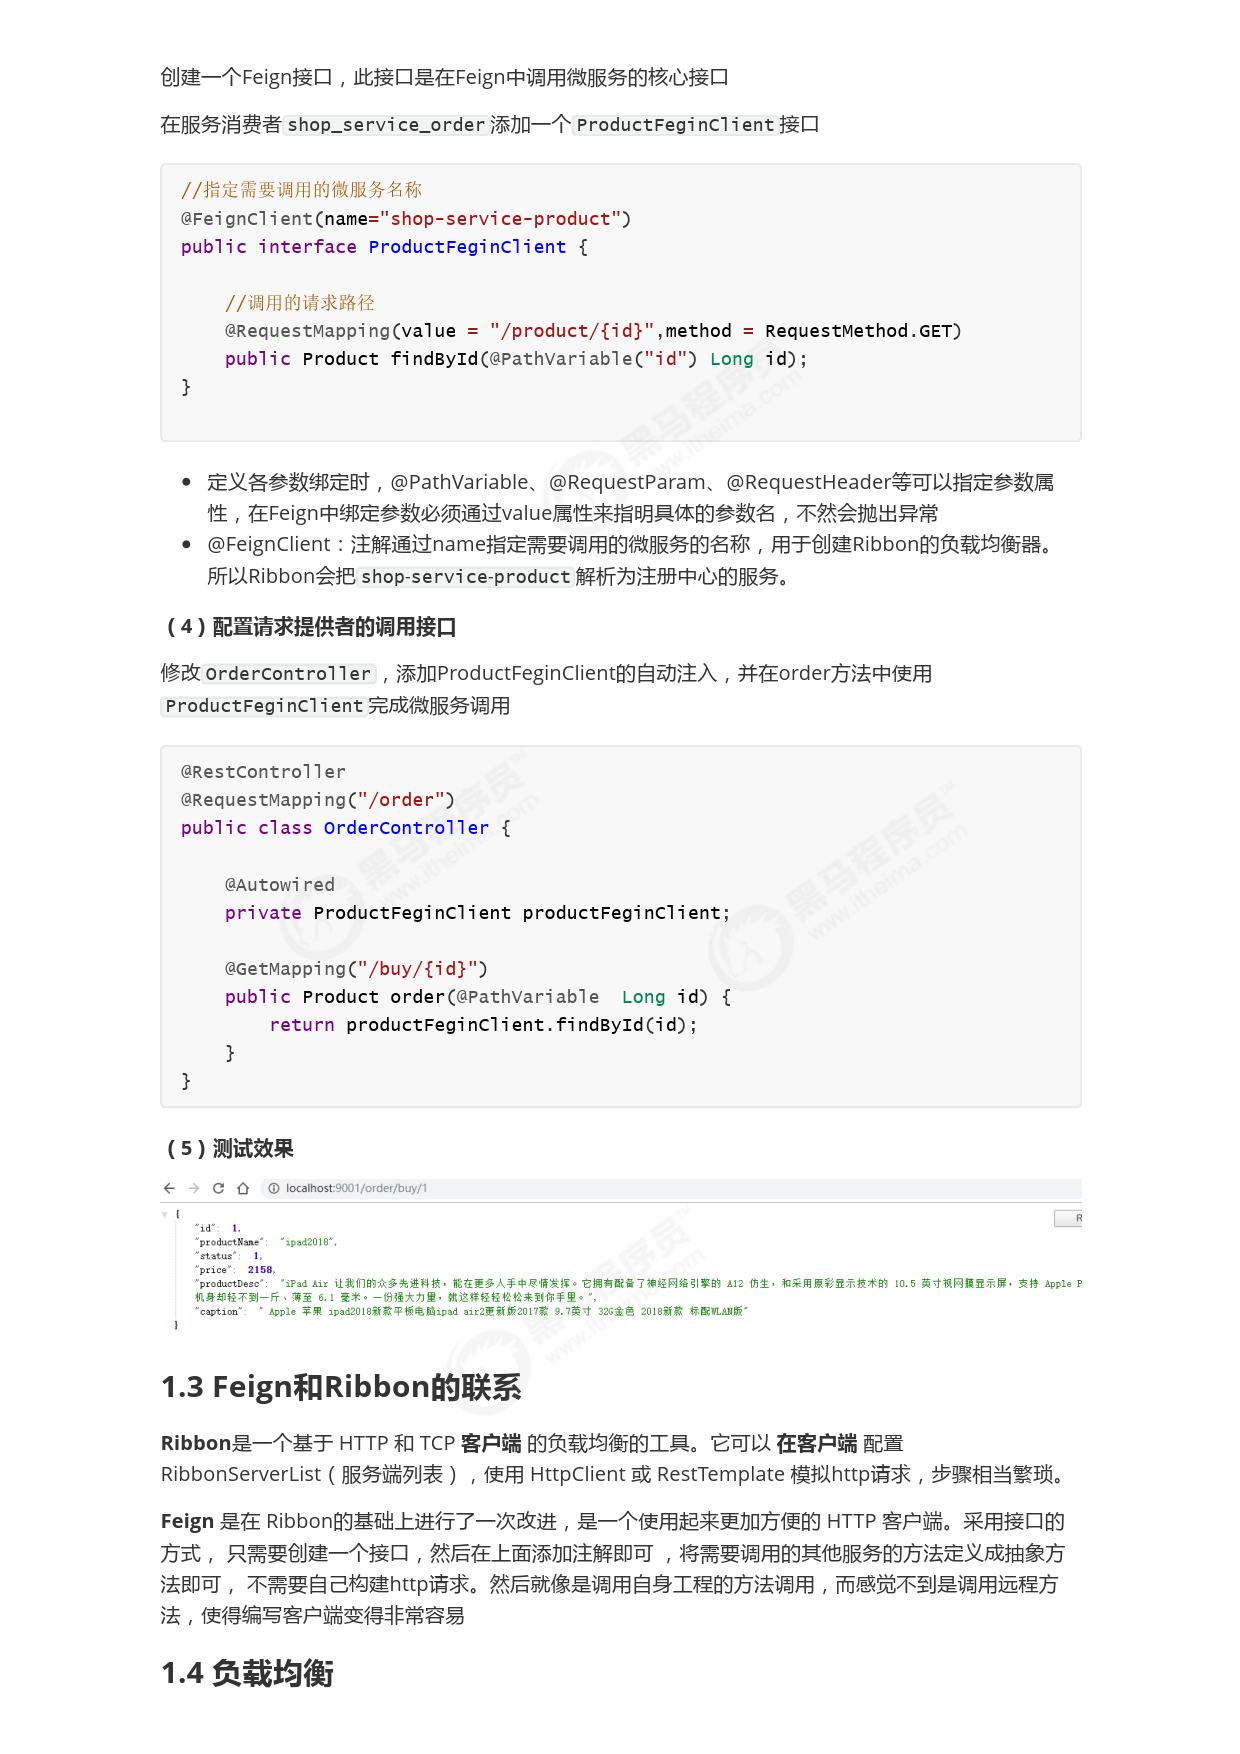 创建一个Feign接口，此接口是在Feign中调用微服务的核心接口
在服务消费者 shop_service_order 添加一个 ProductFeginClient 接口
//指定需要调用的微服务名称
@FeignClient(name="shop-service-product")
public interface ProductFeginClient {
//调用的请求路径
@RequestMapping(value = "/product/{id}",method = RequestMethod.GET)
public Product findById(@PathVariable("id") Long id);
}
• 定义各参数绑定时，@PathVariable、@RequestParam、@RequestHeader等可以指定参数属
性，在Feign中绑定参数必须通过value属性来指明具体的参数名，不然会抛出异常
• @FeignClient：注解通过name指定需要调用的微服务的名称，用于创建Ribbon的负载均衡器。
所以Ribbon会把 shop-service-product 解析为注册中心的服务。
（4）配置请求提供者的调用接口
修改 OrderController ，添加ProductFeginClient的自动注入，并在order方法中使用
ProductFeginClient 完成微服务调用
@RestController
@RequestMapping("/order")
public class OrderController {
@Autowired
private ProductFeginClient productFeginClient;
@GetMapping("/buy/{id}")
public Product order(@PathVariable  Long id) {
return productFeginClient.findById(id);
}
}
（5）测试效果
localhost:9001/order/buy/1
{
"id": 1,
"productName": "ipad2018",
"status": 1,
"price": 2158,
"productDesc": "iPad Air 让我们的众多先进科技，能在更多人手中尽情发挥。它拥有配备了神经网络引擎的 A12 仿生，和采用原彩显示技术的 10.5 英寸视网膜显示屏，支持 Apple P
机身却轻不到一斤、薄至 6.1 毫米。一份强大力量，就这样轻轻松松来到你手里。",
"caption": " Apple 苹果 ipad2018新款平板电脑ipad air2更新版2017款 9.7英寸 32G金色 2018新款 标配WLAN版"
}
R
1.3 Feign和Ribbon的联系
Ribbon是一个基于 HTTP 和 TCP 客户端 的负载均衡的工具。它可以 在客户端 配置
RibbonServerList（服务端列表），使用 HttpClient 或 RestTemplate 模拟http请求，步骤相当繁琐。
Feign 是在 Ribbon的基础上进行了一次改进，是一个使用起来更加方便的 HTTP 客户端。采用接口的
方式， 只需要创建一个接口，然后在上面添加注解即可 ，将需要调用的其他服务的方法定义成抽象方
法即可， 不需要自己构建http请求。然后就像是调用自身工程的方法调用，而感觉不到是调用远程方
法，使得编写客户端变得非常容易
1.4 负载均衡
黑马程序员
www.itheima.com
黑马程序员
www.itheima.com
黑马程序员
www.itheima.com
黑马程序员
www.itheima.com